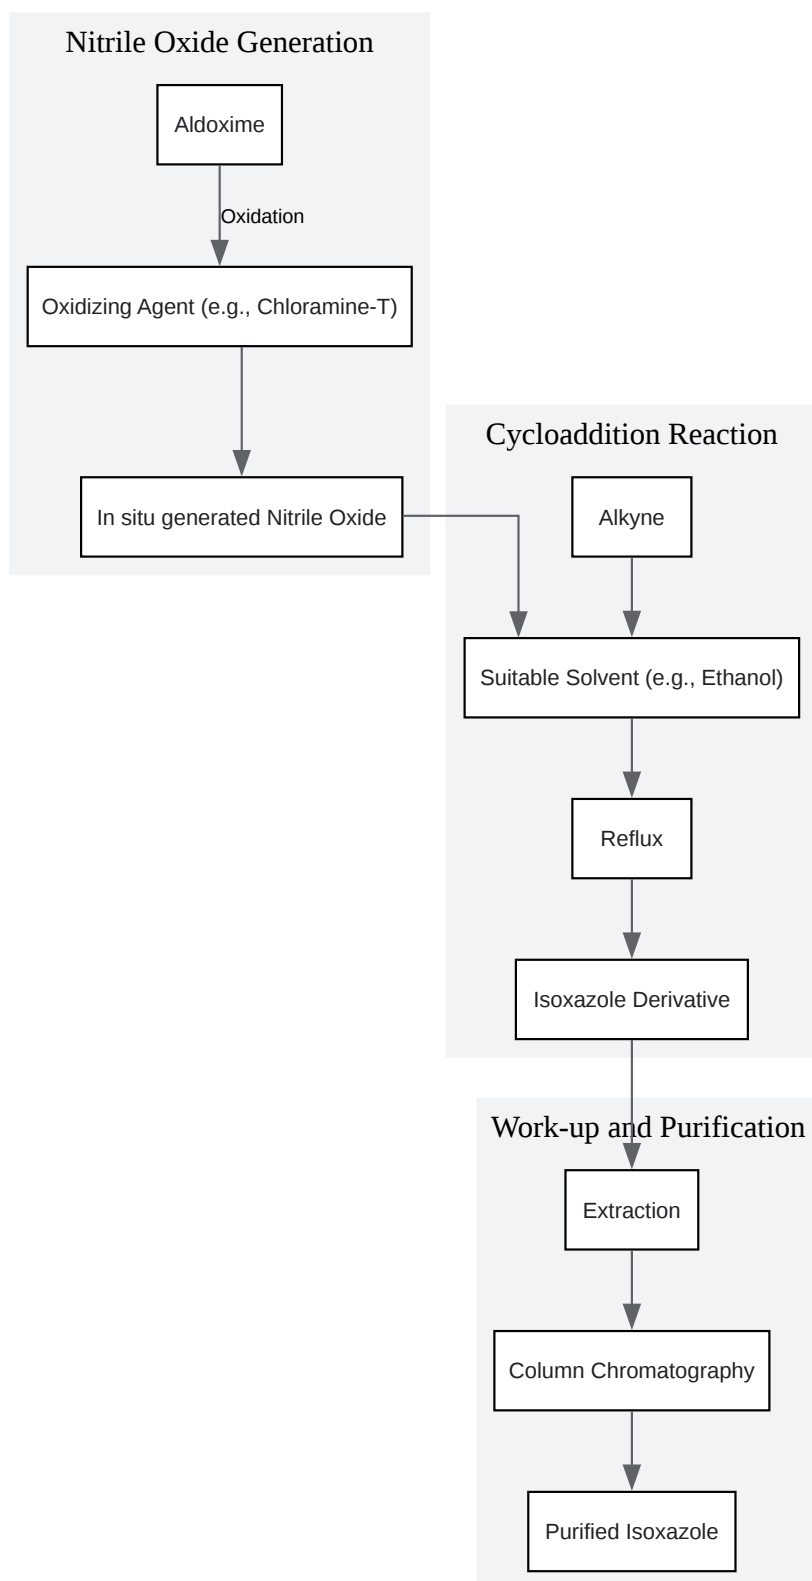 Nitrile Oxide Generation
Aldoxime
Oxidation
Oxidizing Agent (e.g., Chloramine-T)
In situ generated Nitrile Oxide
Cycloaddition Reaction
Alkyne
Suitable Solvent (e.g., Ethanol)
Reflux
Isoxazole Derivative
Work-up and Purification
Extraction
Column Chromatography
Purified Isoxazole